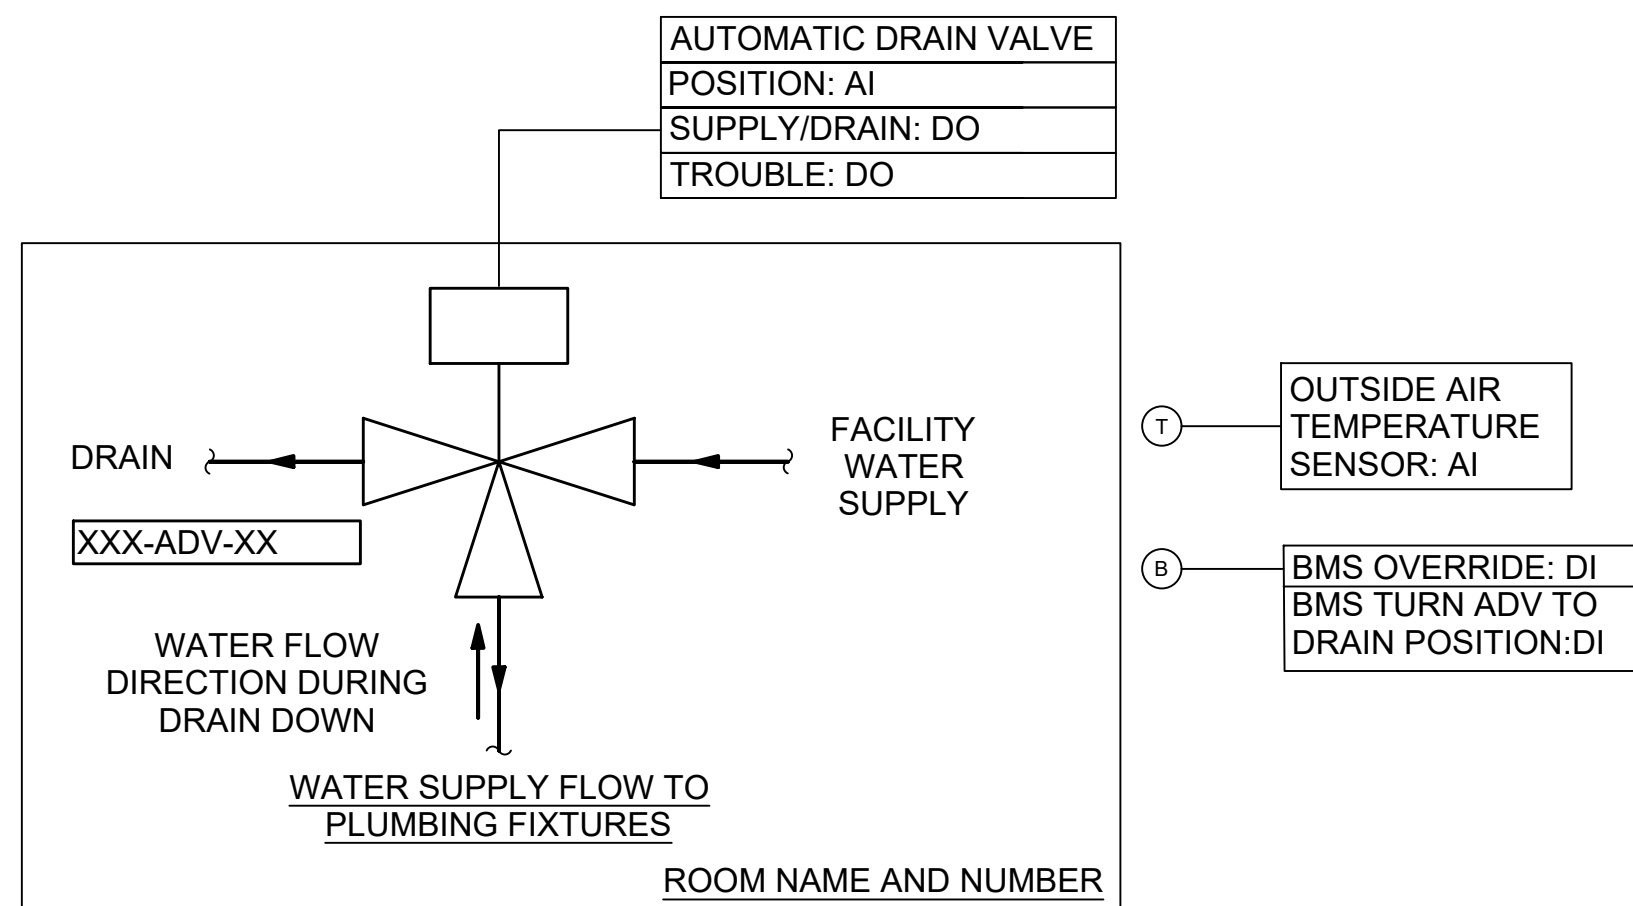 AUTOMATIC DRAIN VALVE
POSITION: AI
SUPPLY/DRAIN: DO
TROUBLE: DO
DRAIN
FACILITY
WATER
SUPPLY
XXX-ADV-XX
WATER FLOW
DIRECTION DURING
DRAIN DOWN
WATER SUPPLY FLOW TO
PLUMBING FIXTURES
ROOM NAME AND NUMBER
T
OUTSIDE AIR
TEMPERATURE
SENSOR: AI
B
BMS OVERRIDE: DI
BMS TURN ADV TO
DRAIN POSITION:DI